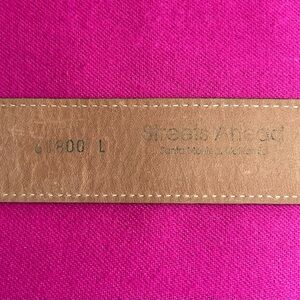 Streets Ahead
Santa Monica, California
L